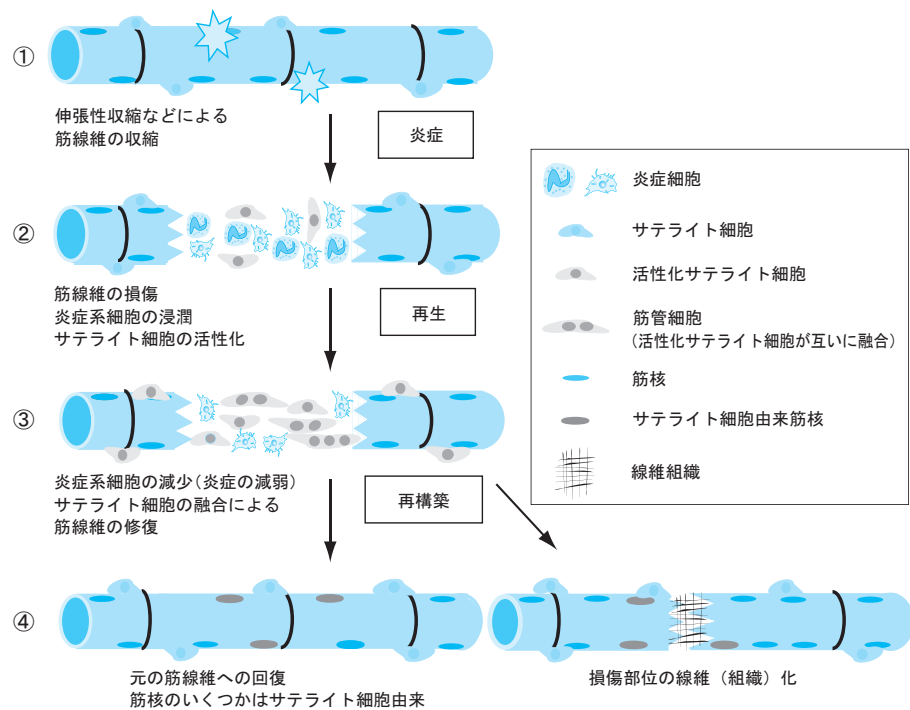 ①
伸張性収縮などによる
筋線維の収縮
炎症
②
筋線維の損傷
炎症系細胞の浸潤
サテライト細胞の活性化
再生
③
炎症系細胞の減少(炎症の減弱)
サテライト細胞の融合による
筋線維の修復
再構築
④
元の筋線維への回復
筋核のいくつかはサテライト細胞由来
損傷部位の線維(組織)化
炎症細胞
サテライト細胞
活性化サテライト細胞
筋管細胞
(活性化サテライト細胞が互いに融合)
筋核
サテライト細胞由来筋核
線維組織